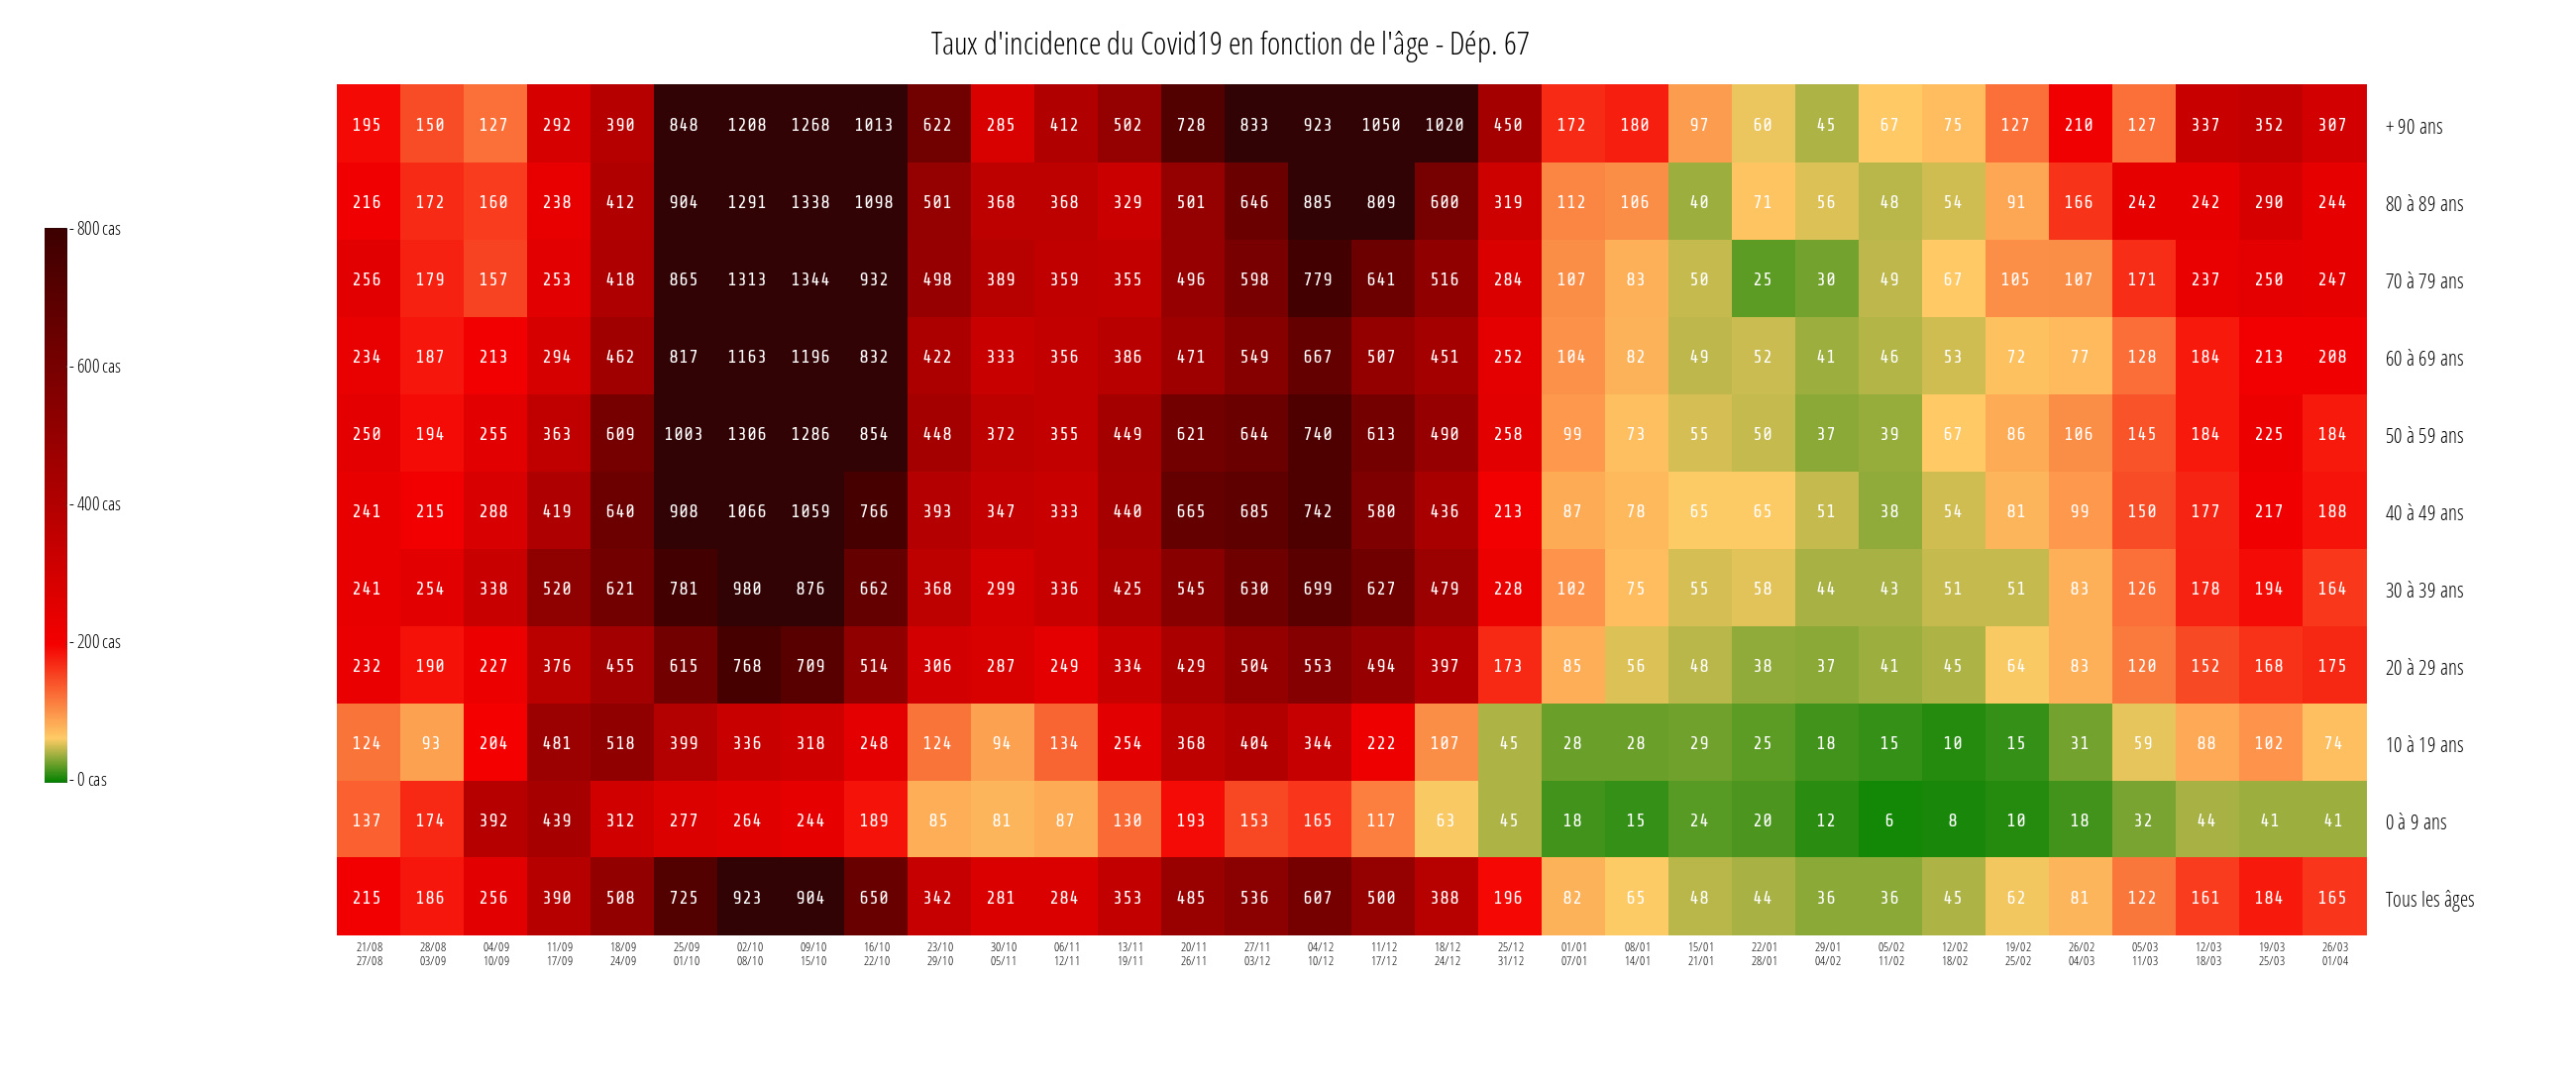 Taux d'incidence du Covid19 en fonction de l'âge - Dép. 67
195 150 127 292 390 848 1208 1268 1013 622 285 412 502 728 833 923 1050 1020 450 172 180 97 60 45 67 75 127 210 127 337 352 307 + 90 ans
216 172 160 238 412 904 1291 1338 1098 501 368 368 329 501 646 885 809 600 319 112 106 40 71 56 48 54 91 166 242 242 290 244 80 à 89 ans
- 800 cas
256 179 157 253 418 865 1313 1344 932 498 389 359 355 496 598 779 641 516 284 107 83 50 25 30 49 67 105 107 171 237 250 247 70 à 79 ans
234 187 213 294 462 817 1163 1196 832 422 333 356 386 471 549 667 507 451 252 104 82 49 52 41 46 53 72 77 128 184 213 208 60 à 69 ans
- 600 cas
250 194 255 363 609 1003 1306 1286 854 448 372 355 449 621 644 740 613 490 258 99 73 55 50 37 39 67 86 106 145 184 225 184 50 à 59 ans
- 400 cas
241 215 288 419 640 908 1066 1059 766 393 347 333 440 665 685 742 580 436 213 87 78 65 65 51 38 54 81 99 150 177 217 188 40 à 49 ans
241 254 338 520 621 781 980 876 662 368 299 336 425 545 630 699 627 479 228 102 75 55 58 44 43 51 51 83 126 178 194 164 30 à 39 ans
- 200 cas
232 190 227 376 455 615 768 709 514 306 287 249 334 429 504 553 494 397 173 85 56 48 38 37 41 45 64 83 120 152 168 175 20 à 29 ans
124 93 204 481 518 399 336 318 248 124 94 134 254 368 404 344 222 107 45 28 28 29 25 18 15 10 15 31 59 88 102 74 10 à 19 ans
- 0 cas
137 174 392 439 312 277 264 244 189 85 81 87 130 193 153 165 117 63 45 18 15 24 20 12 6 8 10 18 32 44 41 41 0 à 9 ans
215 186 256 390 508 725 923 904 650 342 281 284 353 485 536 607 500 388 196 82 65 48 44 36 36 45 62 81 122 161 184 165 Tous les âges
21/08 28/08 04/09 11/09 18/09 25/09 02/10 09/10 16/10 23/10 30/10 06/11 13/11 20/11 27/11 04/12 11/12 18/12 25/12 01/01 08/01 15/01 22/01 29/01 05/02 12/02 19/02 26/02 05/03 12/03 19/03 26/03
27/08 03/09 10/09 17/09 24/09 01/10 08/10 15/10 22/10 29/10 05/11 12/11 19/11 26/11 03/12 10/12 17/12 24/12 31/12 07/01 14/01 21/01 28/01 04/02 11/02 18/02 25/02 04/03 11/03 18/03 25/03 01/04